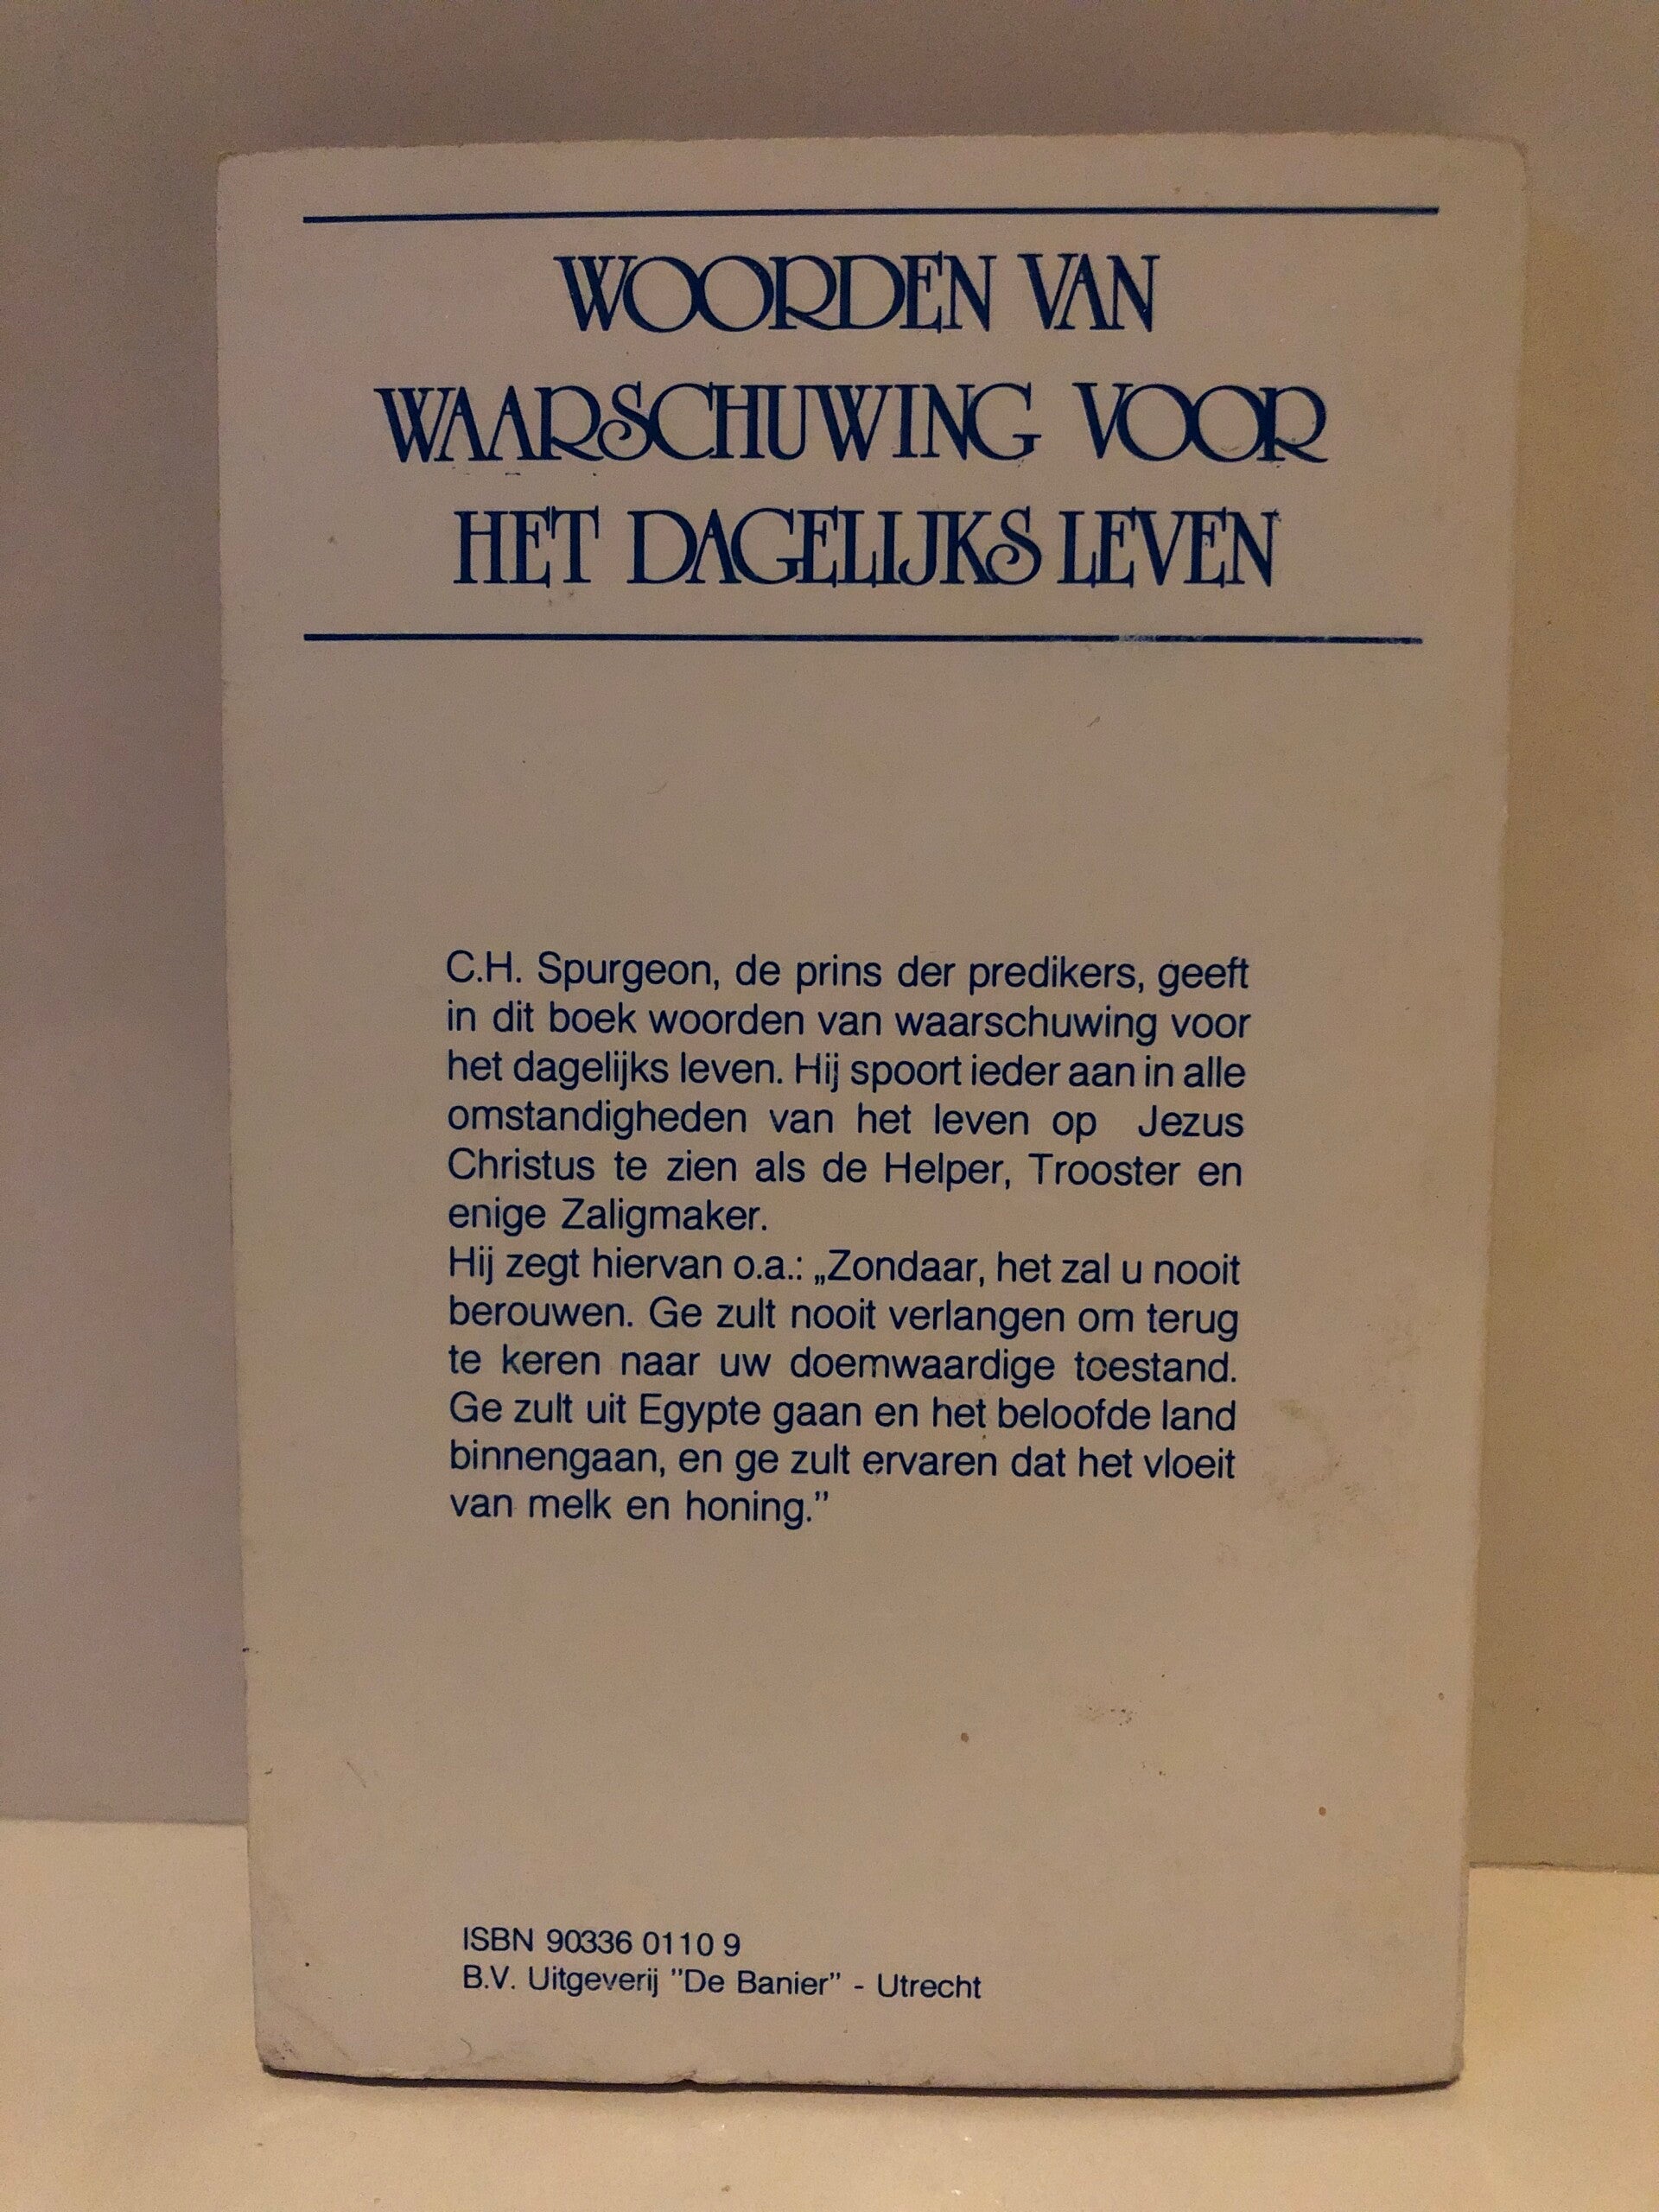 WOORDEN VAN
WAARSCHUWING VOOR
HET DAGELIJKS LEVEN
C.H. Spurgeon, de prins der predikers, geeft
in dit boek woorden van waarschuwing voor
het dagelijks leven. Hij spoort ieder aan in alle
omstandigheden van het leven op Jezus
Christus te zien als de Helper, Trooster en
enige Zaligmaker.
Hij zegt hiervan o.a.: „Zondaar, het zal u nooit
berouwen. Ge zult nooit verlangen om terug
te keren naar uw doemwaardige toestand.
Ge zult uit Egypte gaan en het beloofde land
binnengaan, en ge zult ervaren dat het vloeit
van melk en honing.”
ISBN 90336 0110 9
B.V. Uitgeverij ”De Banier” - Utrecht